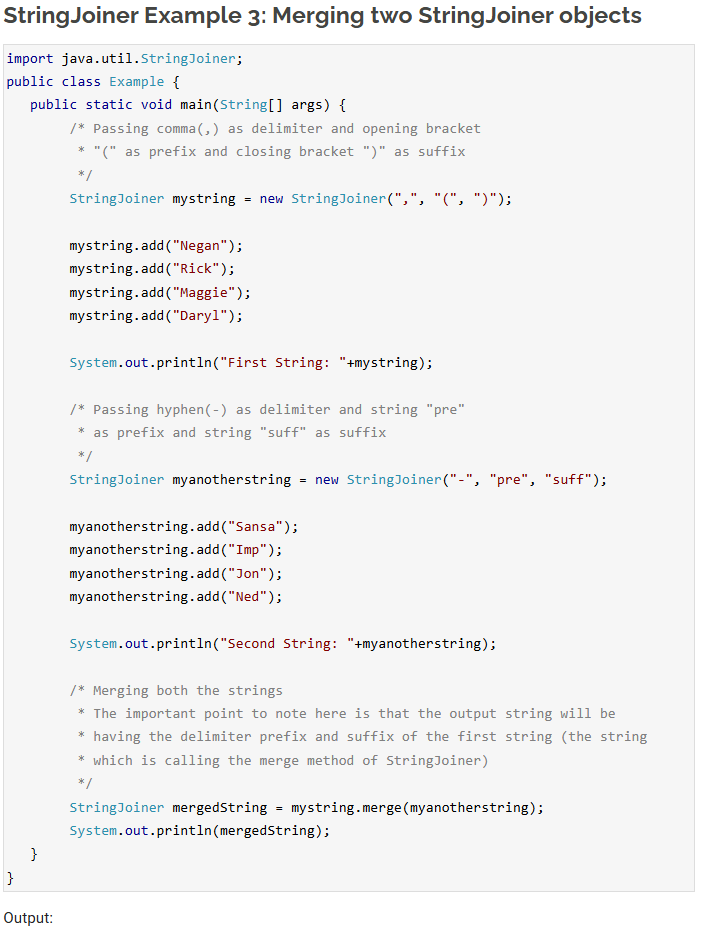 StringJoiner Example 3: Merging two StringJoiner objects
import java.util.StringJoiner;
public class Example {
   public static void main(String[] args) {
        /* Passing comma(,) as delimiter and opening bracket
         * "(" as prefix and closing bracket ")" as suffix
         */
        StringJoiner mystring = new StringJoiner(",", "(", ")");

        mystring.add("Negan");
        mystring.add("Rick");
        mystring.add("Maggie");
        mystring.add("Daryl");

        System.out.println("First String: "+mystring);

        /* Passing hyphen(-) as delimiter and string "pre"
         * as prefix and string "suff" as suffix
         */
        StringJoiner myanotherstring = new StringJoiner("-", "pre", "suff");

        myanotherstring.add("Sansa");
        myanotherstring.add("Imp");
        myanotherstring.add("Jon");
        myanotherstring.add("Ned");

        System.out.println("Second String: "+myanotherstring);

        /* Merging both the strings
         * The important point to note here is that the output string will be
         * having the delimiter prefix and suffix of the first string (the string
         * which is calling the merge method of StringJoiner)
         */
        StringJoiner mergedString = mystring.merge(myanotherstring);
        System.out.println(mergedString);
   }
}
Output: